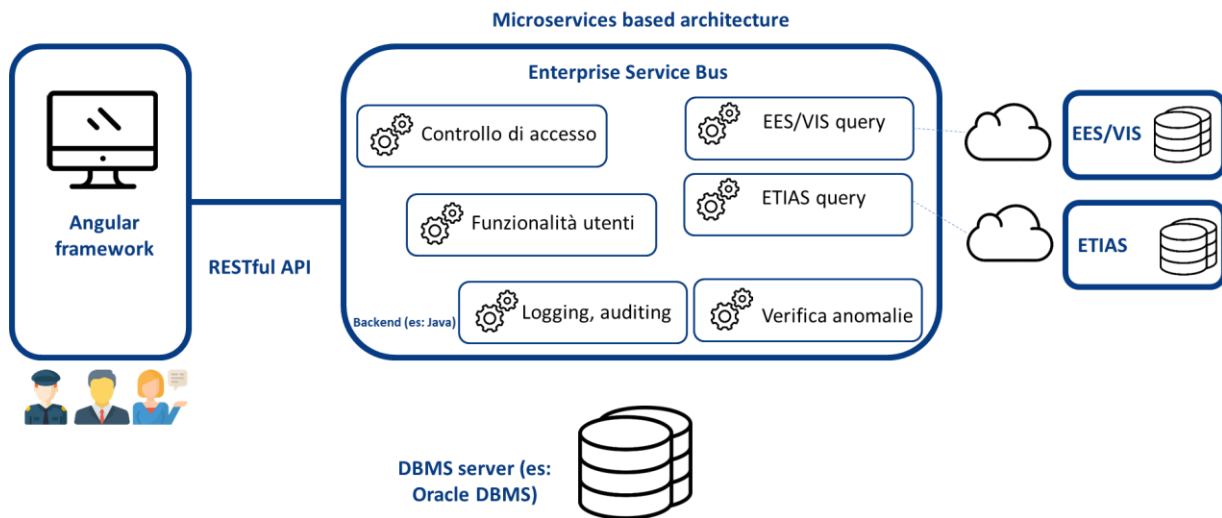 Microservices based architecture
Enterprise Service Bus
Controllo di accesso
EES/VIS query
EES/VIS
ETIAS query
Angular
framework
Funzionalità utenti
ETIAS
RESTful API
Backend (es: Java)
Logging, auditing
Verifica anomalie
DBMS server (es:
Oracle DBMS)